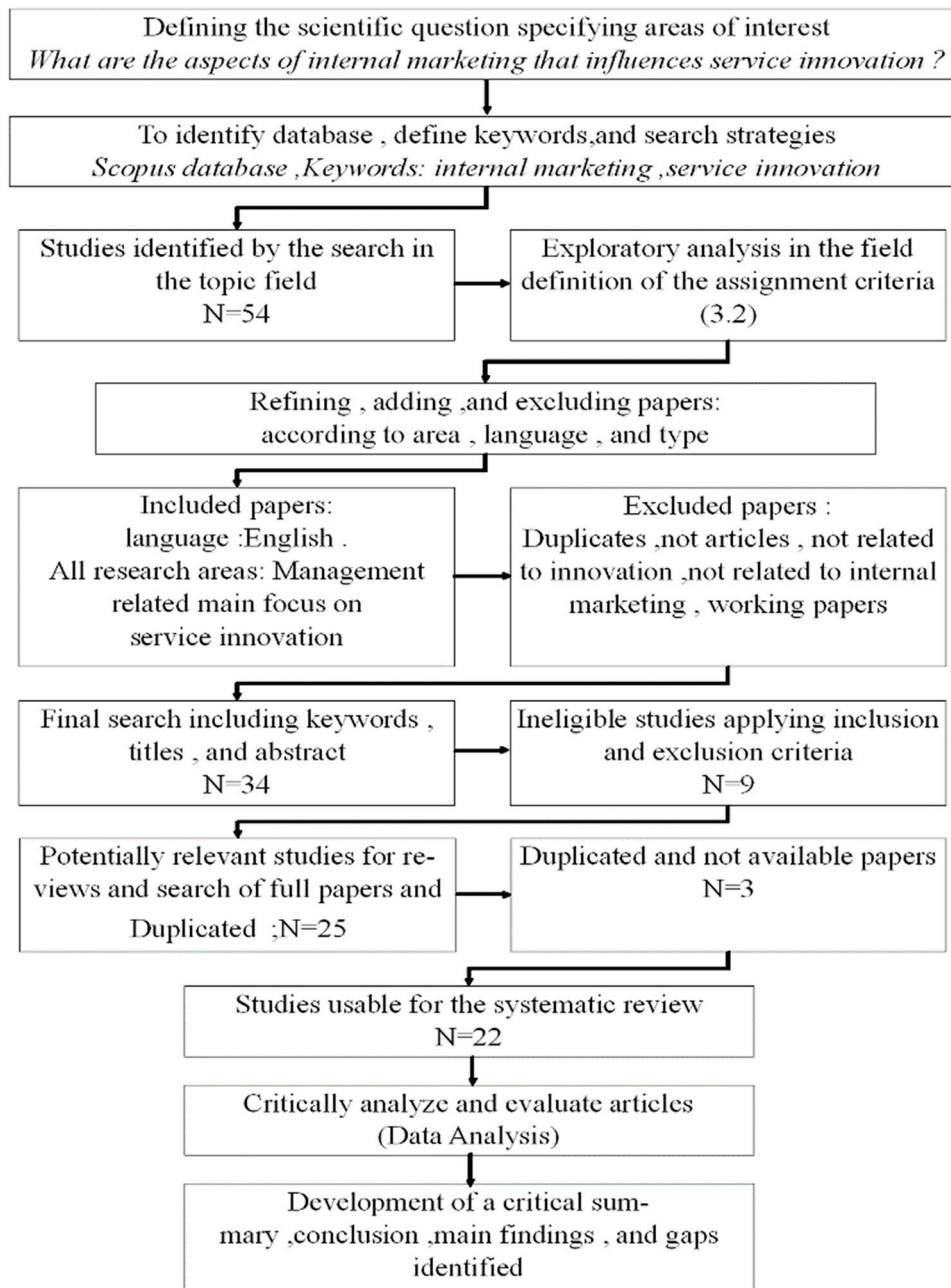 Defining the scientific question specifying areas of interest
What are the aspects of internal marketing that influences service innovation ?
To identify database , define keywords,and search strategies
Scopus database ,Keywords: internal marketing ,service innovation
Studies identified by the search in
the topic field
N=54
Exploratory analysis in the field
definition of the assignment criteria
(3.2)
Refining , adding ,and excluding papers:
according to area , language , and type
Included papers:
language :English .
All research areas: Management
related main focus on
service innovation
Excluded papers :
Duplicates ,not articles , not related
to innovation ,not related to internal
marketing , working papers
Final search including keywords ,
titles , and abstract
N=34
Ineligible studies applying inclusion
and exclusion criteria
N=9
Potentially relevant studies for re-
views and search of full papers and
Duplicated ;N=25
Duplicated and not available papers
N=3
Studies usable for the systematic review
N=22
Critically analyze and evaluate articles
(Data Analysis)
Development of a critical sum-
mary ,conclusion ,main findings , and gaps
identified